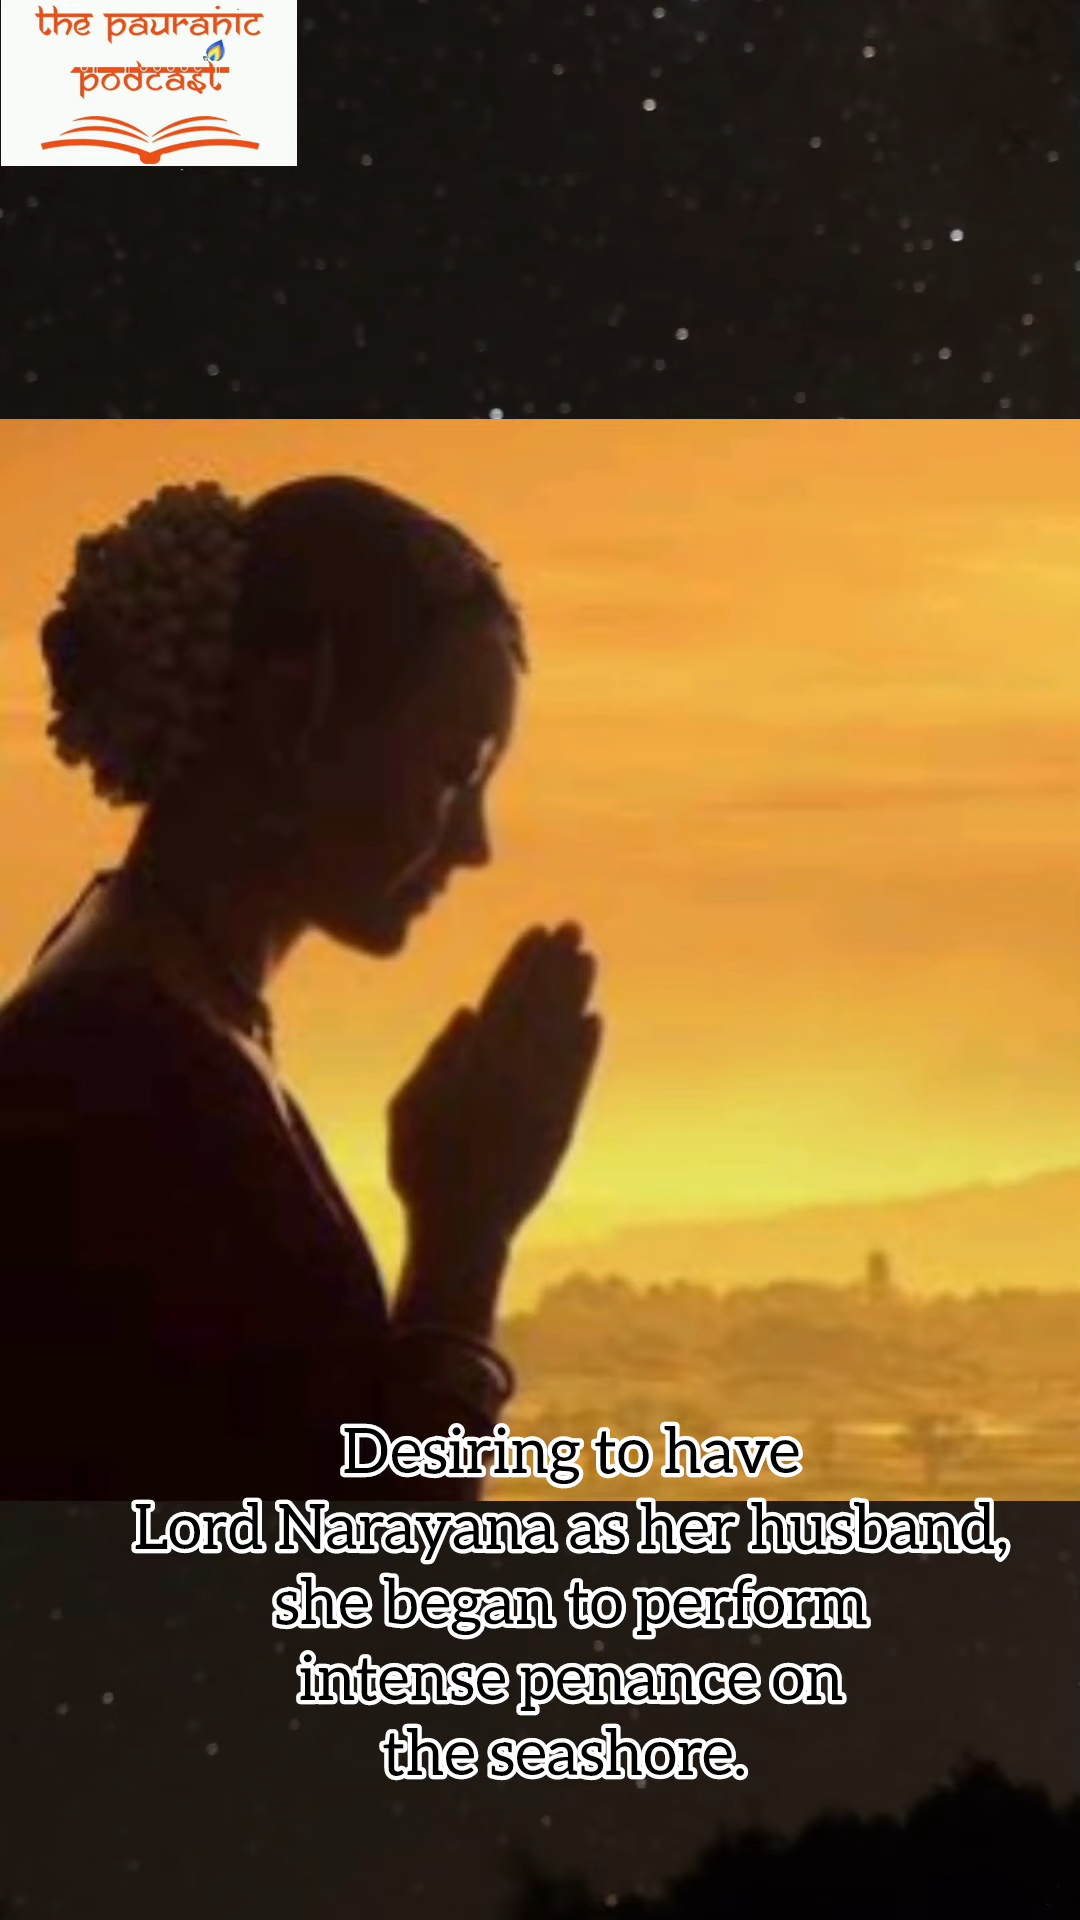 the pauranic
podcast
Desiring to have
Lord Narayana as her husband,
she began to perform
intense penance on
the seashore.